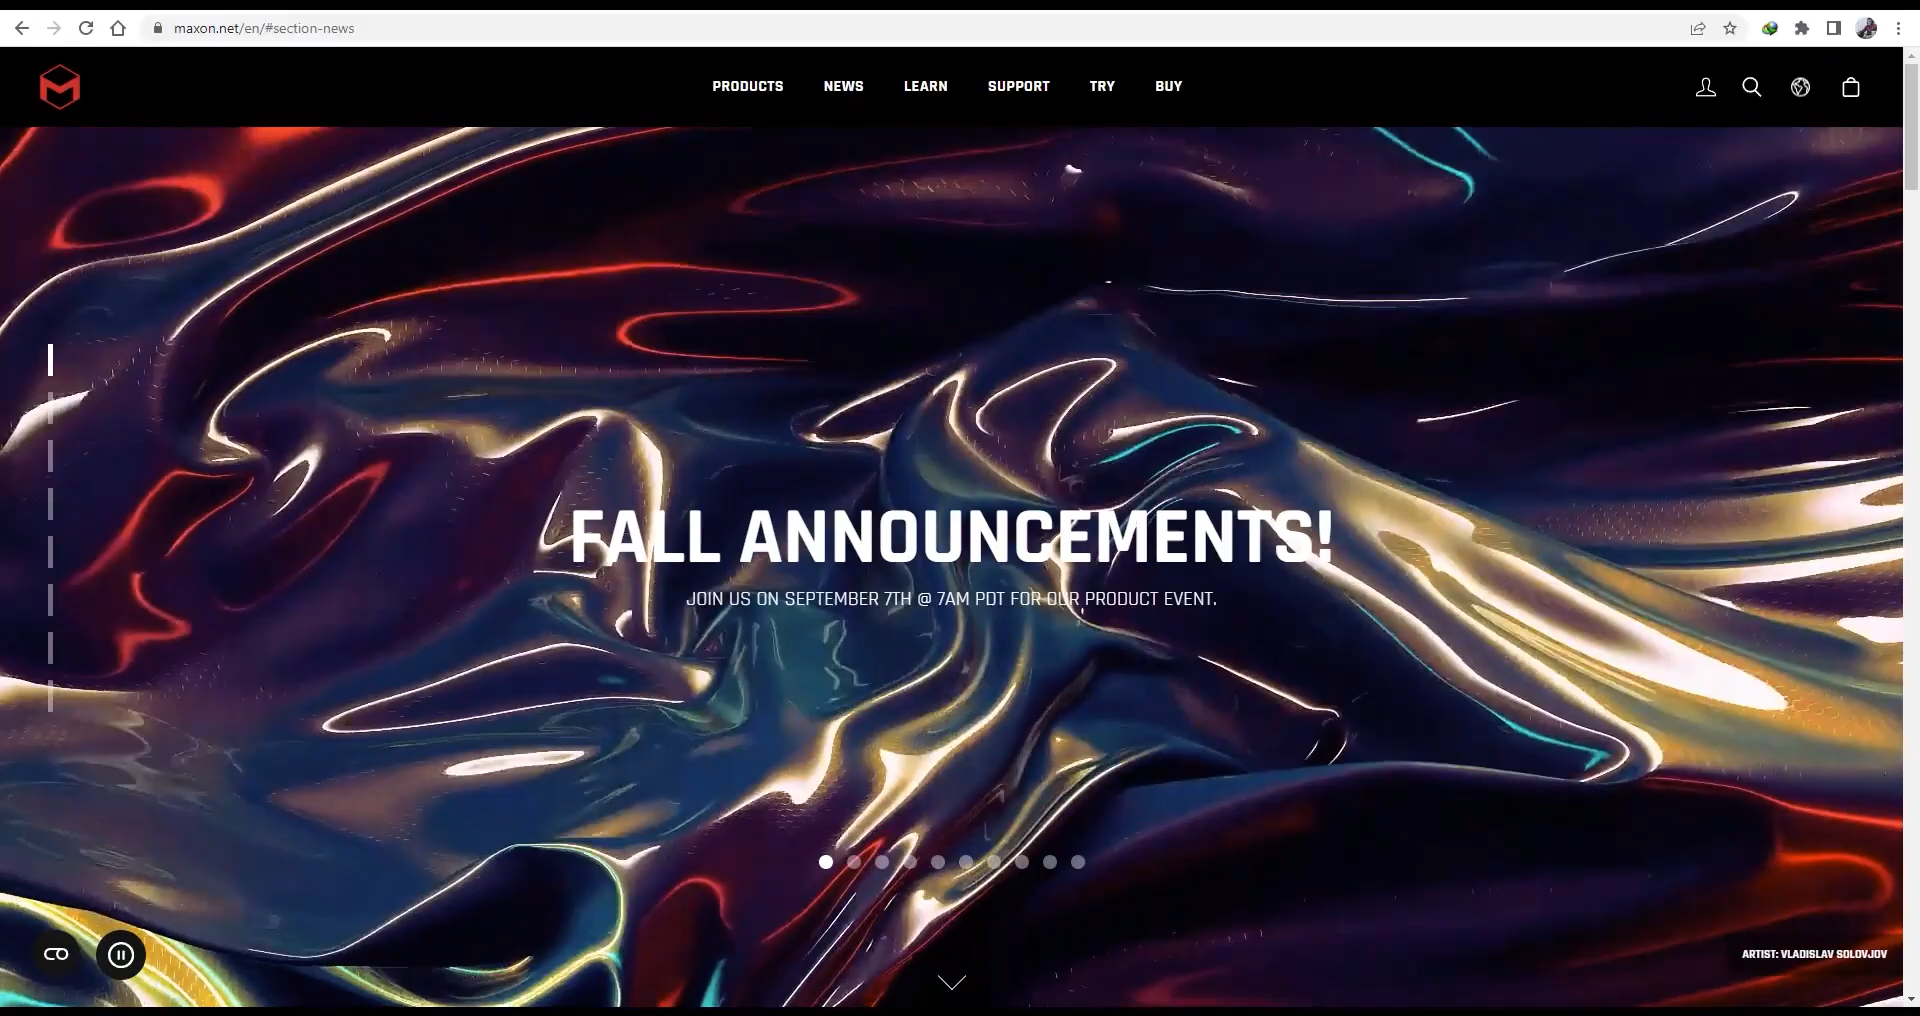 maxon.net/en/#section-news
PRODUCTS NEWS LEARN SUPPORT TRY BUY
FALL ANNOUNCEMENTS!
JOIN US ON SEPTEMBER 7TH @ 7AM PDT FOR OUR PRODUCT EVENT.
ARTIST: VLADISLAV SOLOVJOV